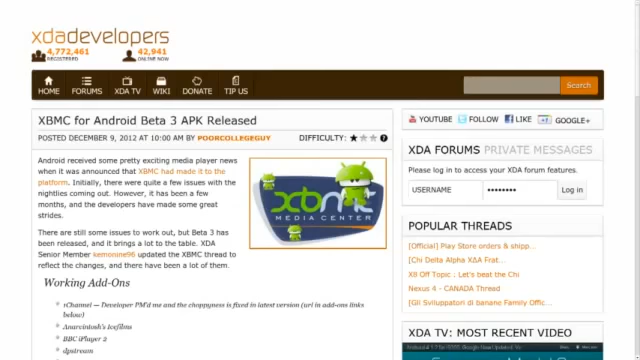 xdadevelopers
4,772,461
REGISTERED
42,941
ONLINE NOW
HOME
FORUMS
XDA TV
WIKI
DONATE
TIP US
Search
XBMC for Android Beta 3 APK Released
POSTED DECEMBER 9, 2012 AT 10:00 AM BY POORCOLLEGEGUY
DIFFICULTY:
Android received some pretty exciting media player news
when it was announced that XBMC had made it to the
platform. Initially, there were quite a few issues with the
nightlies coming out. However, it has been a few
months, and the developers have made some great
strides.
xbmc
MEDIA CENTER
There are still some issues to work out, but Beta 3 has
been released, and it brings a lot to the table. XDA
Senior Member kemonine96 updated the XBMC thread to
reflect the changes, and there have been a lot of them.
Working Add-Ons
1Channel — Developer PM'd me and the choppyness is fixed in latest version (url in add-ons links
below)
Anarcintosh's Icefilms
BBC iPlayer 2
dpstream
YOUTUBE
FOLLOW
LIKE
GOOGLE+
XDA FORUMS PRIVATE MESSAGES
Please log in to access your XDA forum features.
USERNAME
••••••••
Log in
POPULAR THREADS
[Official] Play Store orders & shipp...
[Chi Delta Alpha XΔA Frat...
X8 Off Topic : Let's beat the Chi
Nexus 4 - CANADA Thread
[Gli Sviluppatori di banano Family Offic...
XDA TV: MOST RECENT VIDEO